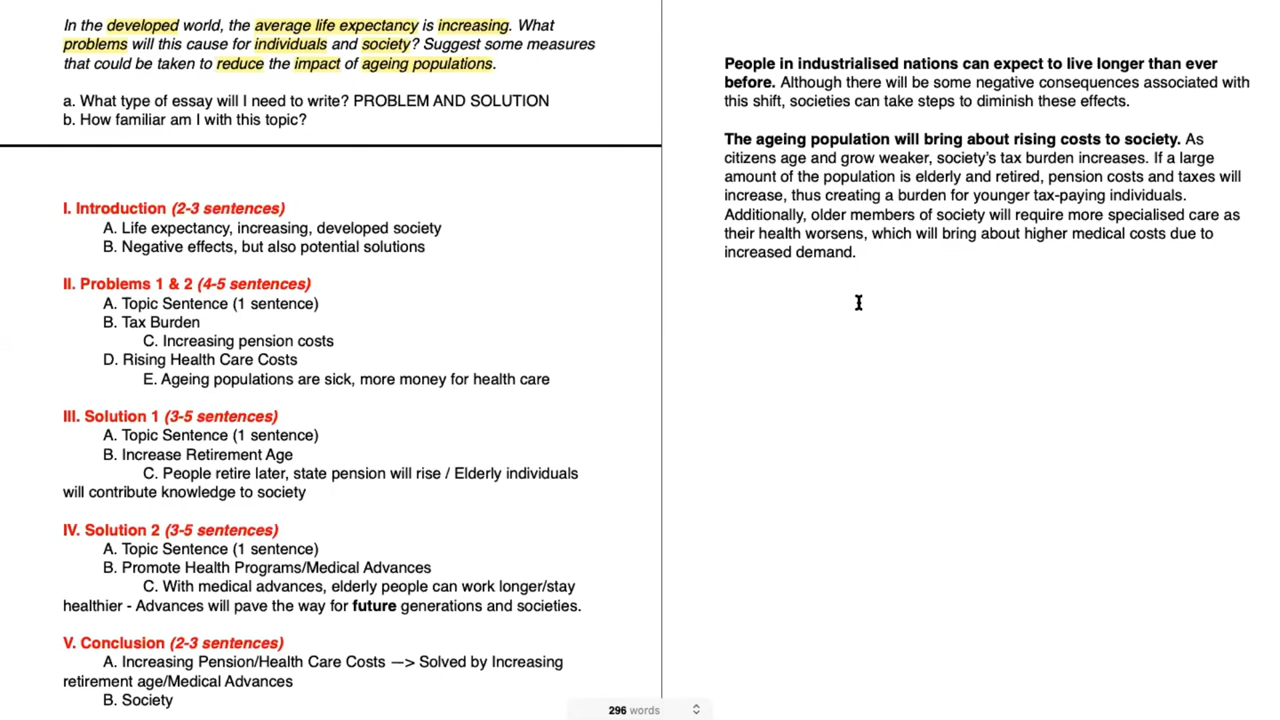 In the developed world, the average life expectancy is increasing. What
problems will this cause for individuals and society? Suggest some measures
that could be taken to reduce the impact of ageing populations.
a. What type of essay will I need to write? PROBLEM AND SOLUTION
b. How familiar am I with this topic?
I. Introduction (2-3 sentences)
A. Life expectancy, increasing, developed society
B. Negative effects, but also potential solutions
II. Problems 1 & 2 (4-5 sentences)
A. Topic Sentence (1 sentence)
B. Tax Burden
C. Increasing pension costs
D. Rising Health Care Costs
E. Ageing populations are sick, more money for health care
III. Solution 1 (3-5 sentences)
A. Topic Sentence (1 sentence)
B. Increase Retirement Age
C. People retire later, state pension will rise / Elderly individuals
will contribute knowledge to society
IV. Solution 2 (3-5 sentences)
A. Topic Sentence (1 sentence)
B. Promote Health Programs/Medical Advances
C. With medical advances, elderly people can work longer/stay
healthier - Advances will pave the way for future generations and societies.
V. Conclusion (2-3 sentences)
A. Increasing Pension/Health Care Costs —> Solved by Increasing
retirement age/Medical Advances
B. Society
People in industrialised nations can expect to live longer than ever
before. Although there will be some negative consequences associated with
this shift, societies can take steps to diminish these effects.
The ageing population will bring about rising costs to society. As
citizens age and grow weaker, society's tax burden increases. If a large
amount of the population is elderly and retired, pension costs and taxes will
increase, thus creating a burden for younger tax-paying individuals.
Additionally, older members of society will require more specialised care as
their health worsens, which will bring about higher medical costs due to
increased demand.
296 words